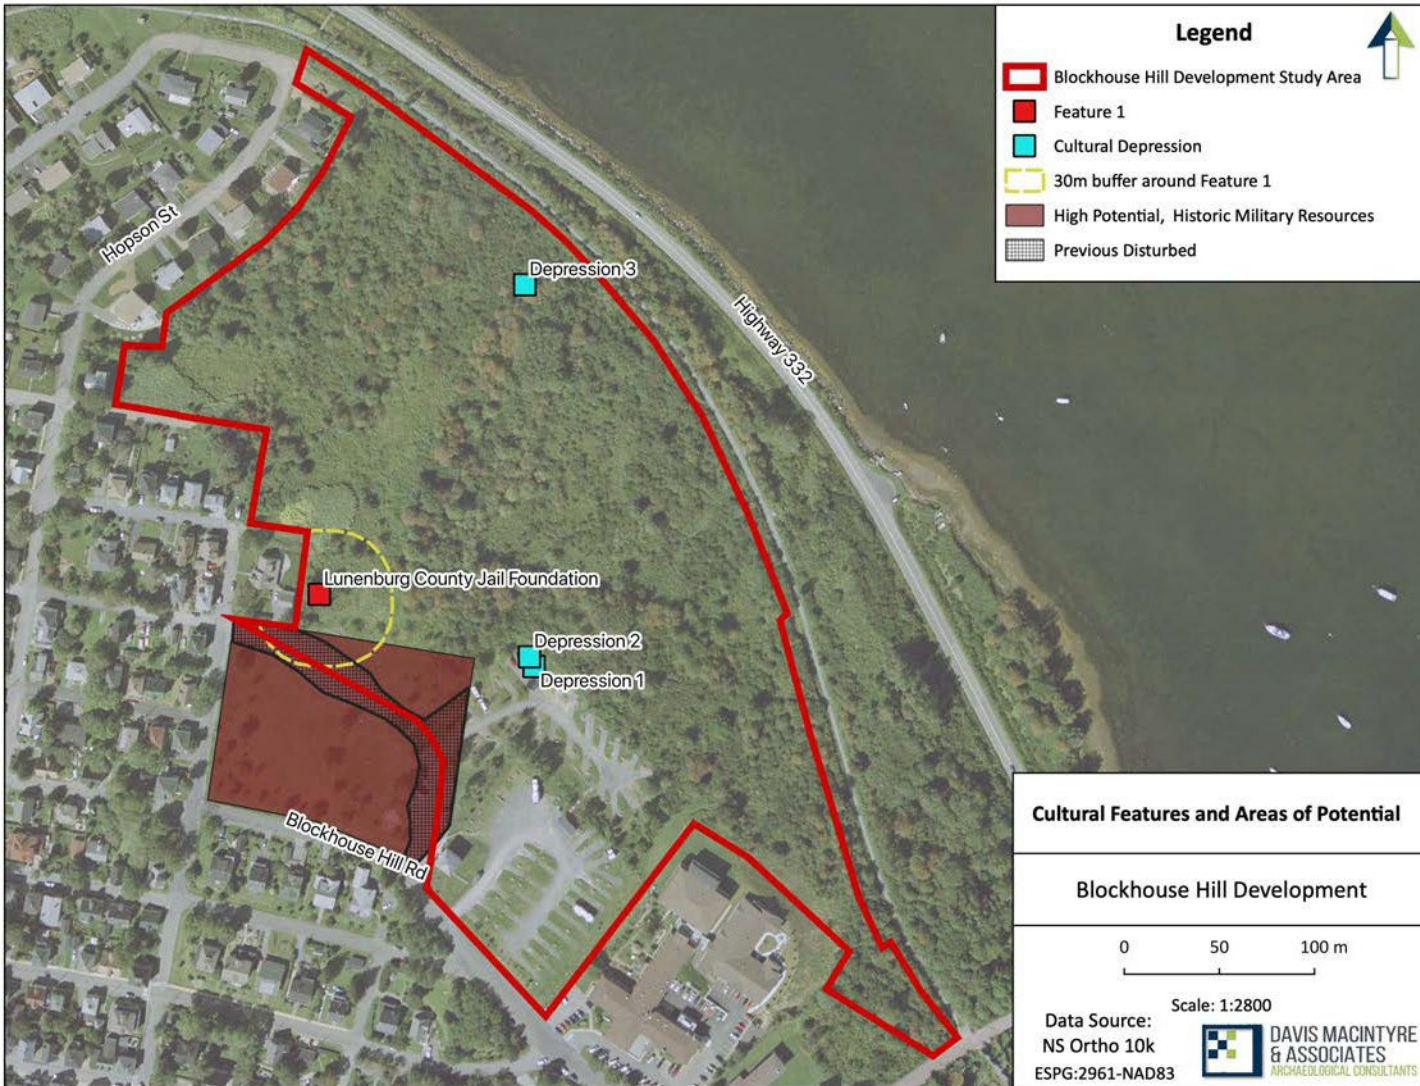 Legend
Blockhouse Hill Development Study Area
Feature 1
Cultural Depression
30m buffer around Feature 1
High Potential, Historic Military Resources
Previous Disturbed
Hopson St
Depression 3
Highway 332
Lunenburg County Jail Foundation
Depression 2
Depression 1
Blockhouse Hill Rd
Cultural Features and Areas of Potential
Blockhouse Hill Development
0 50 100 m
Scale: 1:2800
Data Source:
NS Ortho 10k
ESPG:2961-NAD83
DAVIS MACINTYRE
& ASSOCIATES
ARCHAEOLOGICAL CONSULTANTS